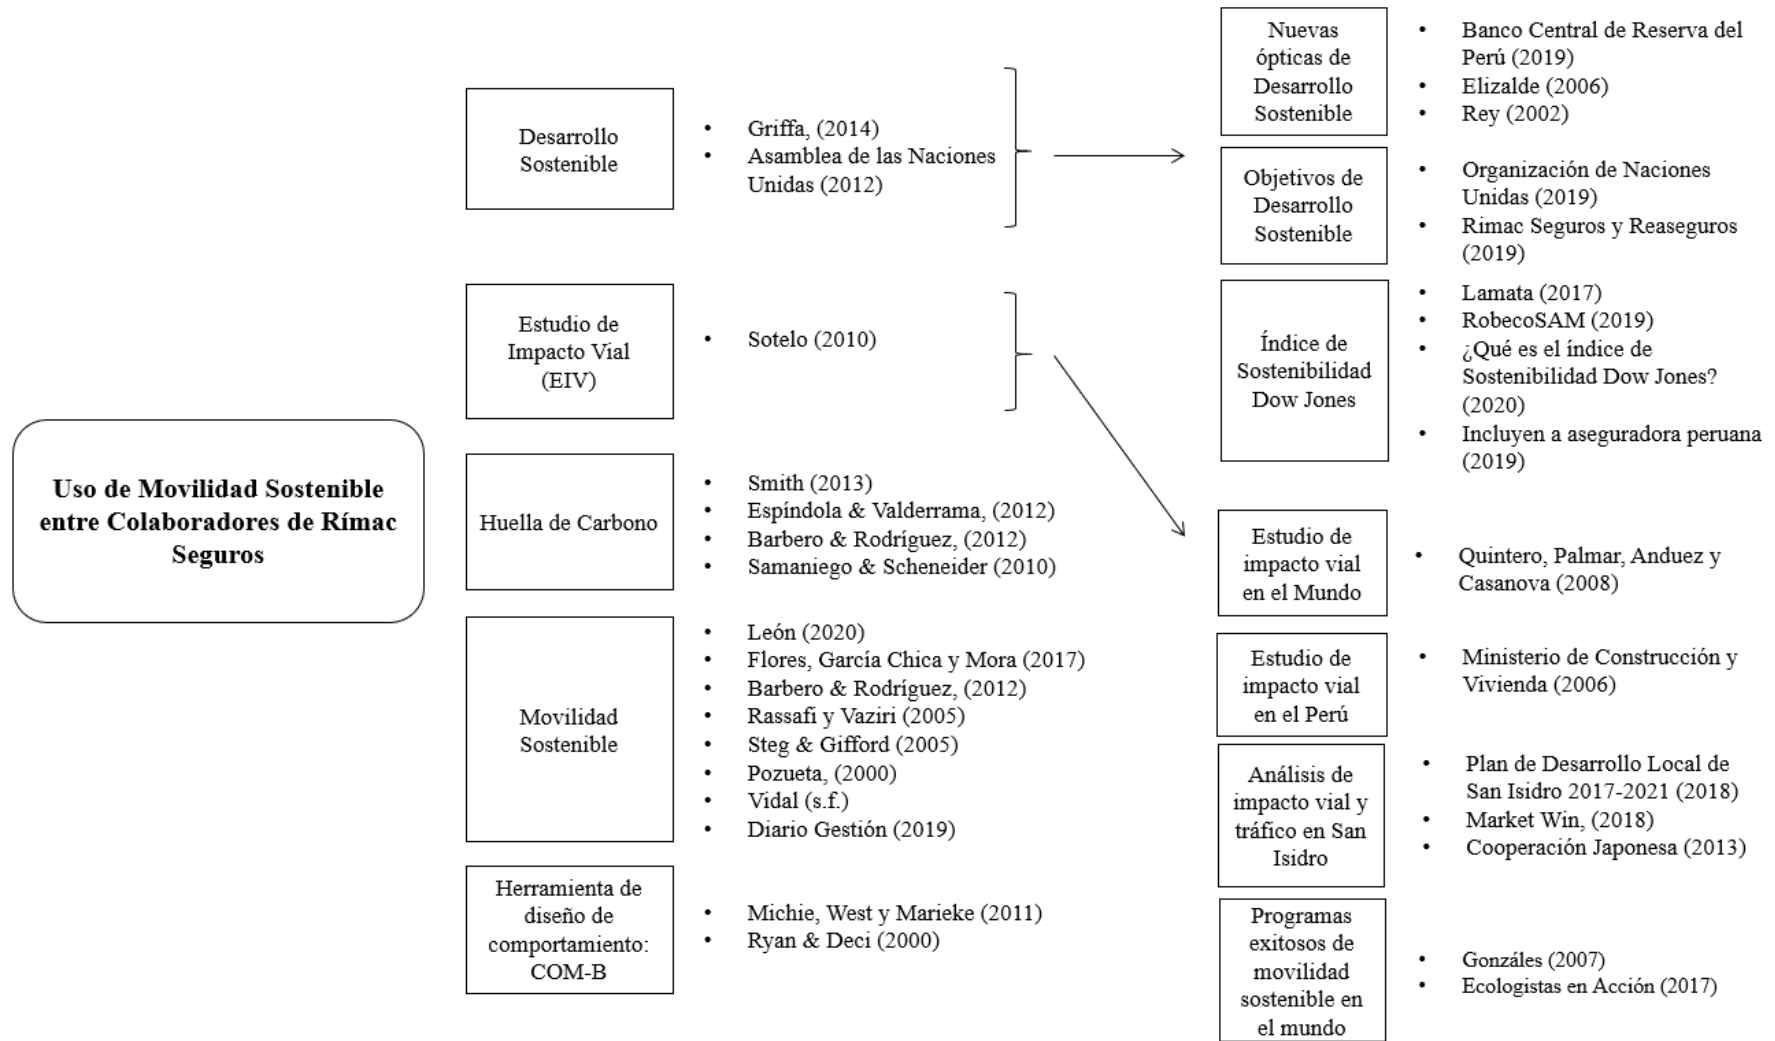 Uso de Movilidad Sostenible
entre Colaboradores de Rímac
Seguros
Desarrollo
Sostenible
• Griffa, (2014)
• Asamblea de las Naciones
Unidas (2012)
Estudio de
Impacto Vial
(EIV)
• Sotelo (2010)
Huella de Carbono
• Smith (2013)
• Espíndola & Valderrama, (2012)
• Barbero & Rodríguez, (2012)
• Samaniego & Scheneider (2010)
Movilidad
Sostenible
• León (2020)
• Flores, García Chica y Mora (2017)
• Barbero & Rodríguez, (2012)
• Rassafi y Vaziri (2005)
• Steg & Gifford (2005)
• Pozueta, (2000)
• Vidal (s.f.)
• Diario Gestión (2019)
Herramienta de
diseño de
comportamiento:
COM-B
• Michie, West y Marieke (2011)
• Ryan & Deci (2000)
Nuevas
ópticas de
Desarrollo
Sostenible
• Banco Central de Reserva del
Perú (2019)
• Elizalde (2006)
• Rey (2002)
Objetivos de
Desarrollo
Sostenible
• Organización de Naciones
Unidas (2019)
• Rimac Seguros y Reaseguros
(2019)
Índice de
Sostenibilidad
Dow Jones
• Lamata (2017)
• RobecoSAM (2019)
• ¿Qué es el índice de
Sostenibilidad Dow Jones?
(2020)
• Incluyen a aseguradora peruana
(2019)
Estudio de
impacto vial
en el Mundo
• Quintero, Palmar, Anduez y
Casanova (2008)
Estudio de
impacto vial
en el Perú
• Ministerio de Construcción y
Vivienda (2006)
Análisis de
impacto vial y
tráfico en San
Isidro
• Plan de Desarrollo Local de
San Isidro 2017-2021 (2018)
• Market Win, (2018)
• Cooperación Japonesa (2013)
Programas
exitosos de
movilidad
sostenible en
el mundo
• Gonzáles (2007)
• Ecologistas en Acción (2017)